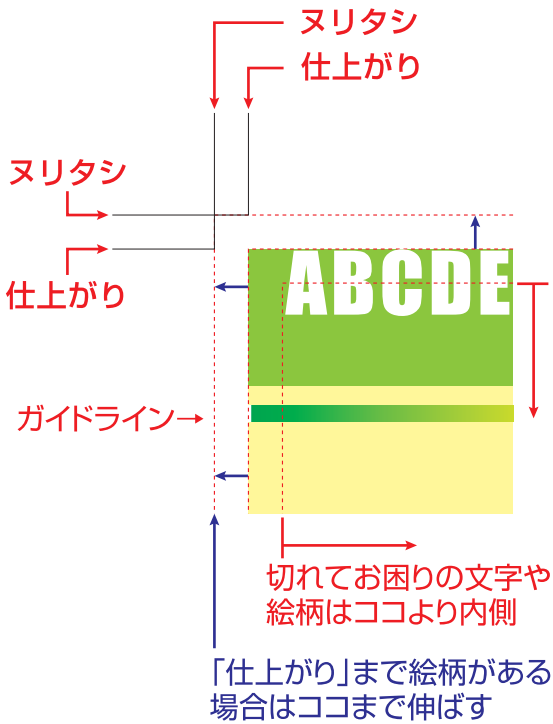 ヌリタシ
仕上がり
ヌリタシ
仕上がり
ABCDE
ガイドライン
切れてお困りの文字や
絵柄はココより内側
「仕上がり」まで絵柄がある
場合はココまで伸ばす